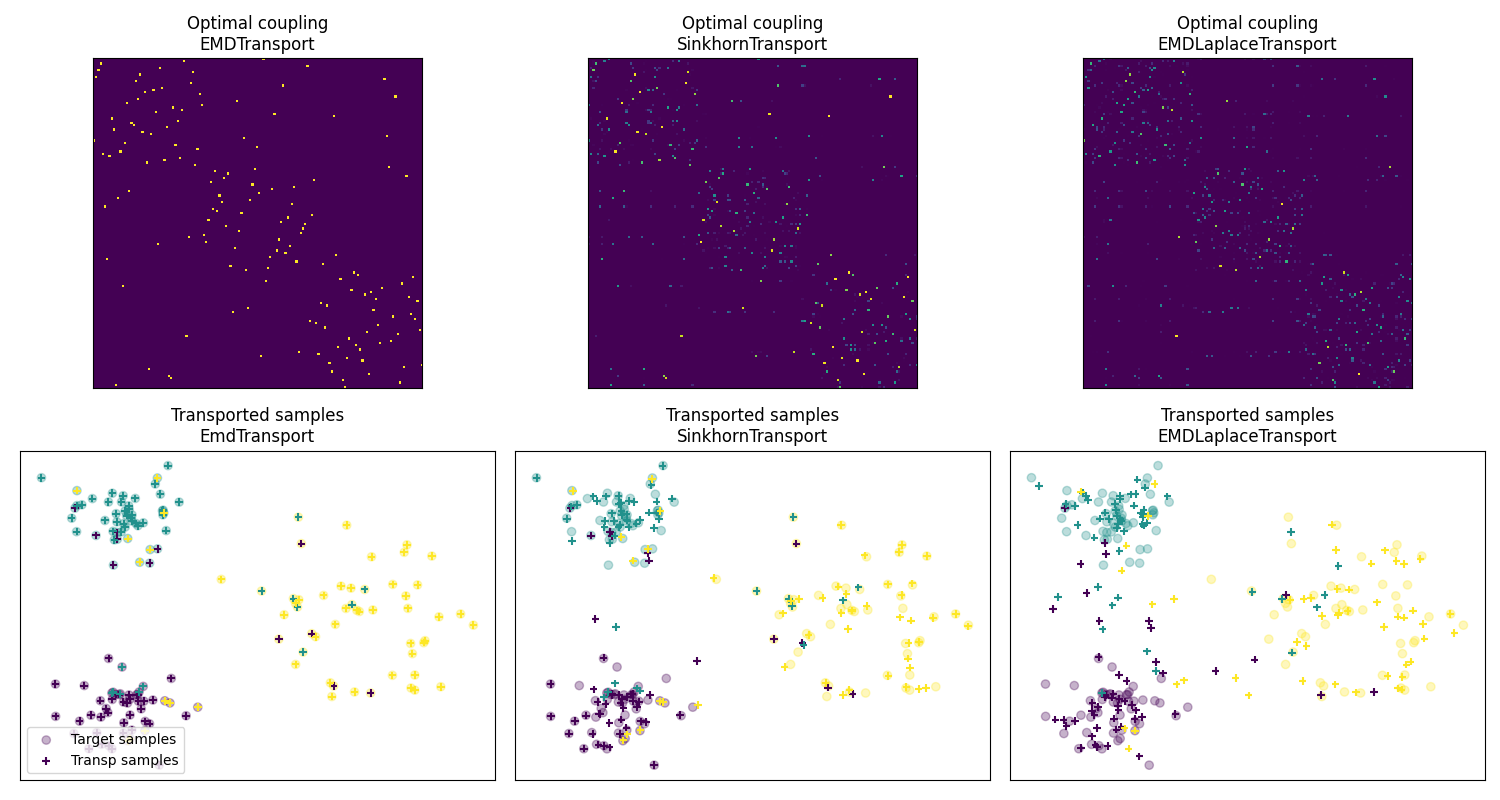 Optimal coupling
EMDTransport
Optimal coupling
SinkhornTransport
Optimal coupling
EMDLaplaceTransport
Transported samples
EmdTransport
Transported samples
SinkhornTransport
Transported samples
EMDLaplaceTransport
Target samples
Transp samples